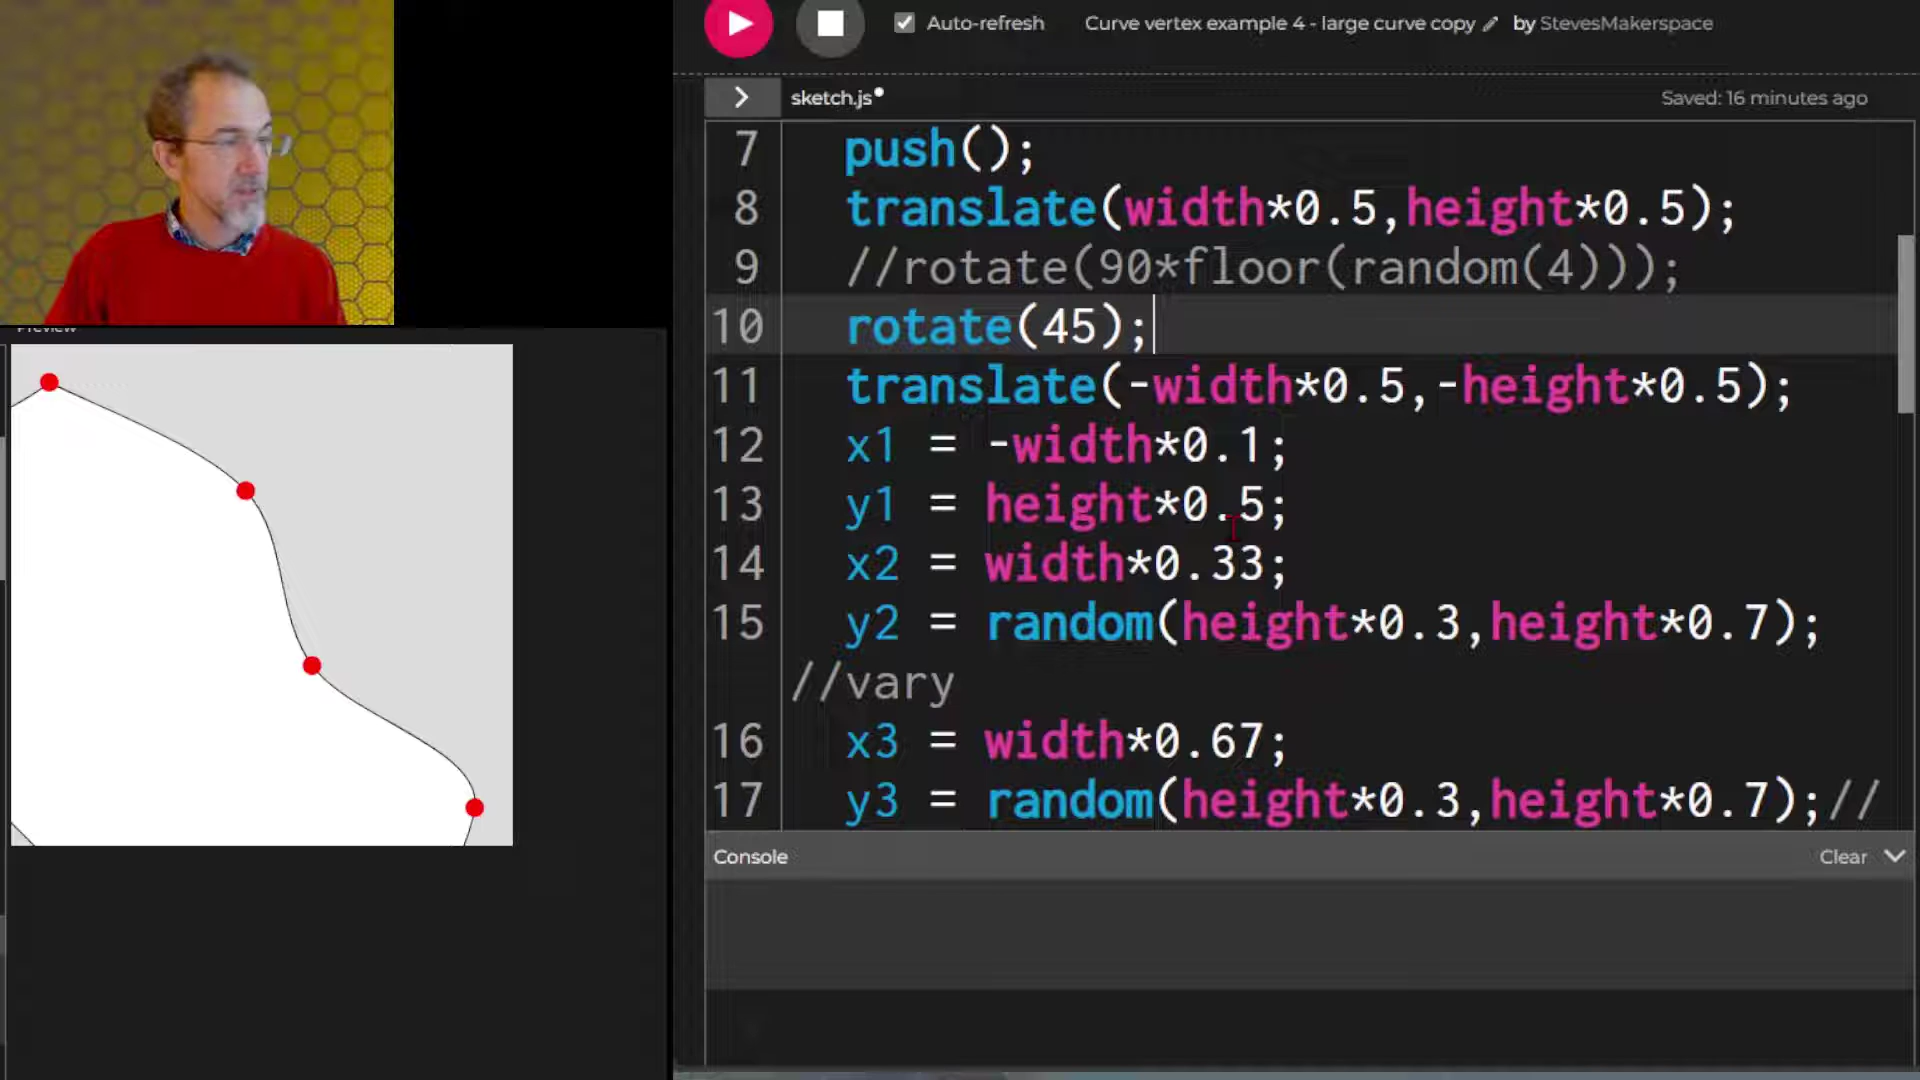 Auto-refresh
Curve vertex example 4 - large curve copy by StevesMakerspace
sketch.js
Saved: 16 minutes ago
Preview
7 push();
8 translate(width*0.5,height*0.5);
9 //rotate(90*floor(random(4)));
10 rotate(45);
11 translate(-width*0.5,-height*0.5);
12 x1 = -width*0.1;
13 y1 = height*0.5;
14 x2 = width*0.33;
15 y2 = random(height*0.3,height*0.7);
//vary
16 x3 = width*0.67;
17 y3 = random(height*0.3,height*0.7);//
Console
Clear